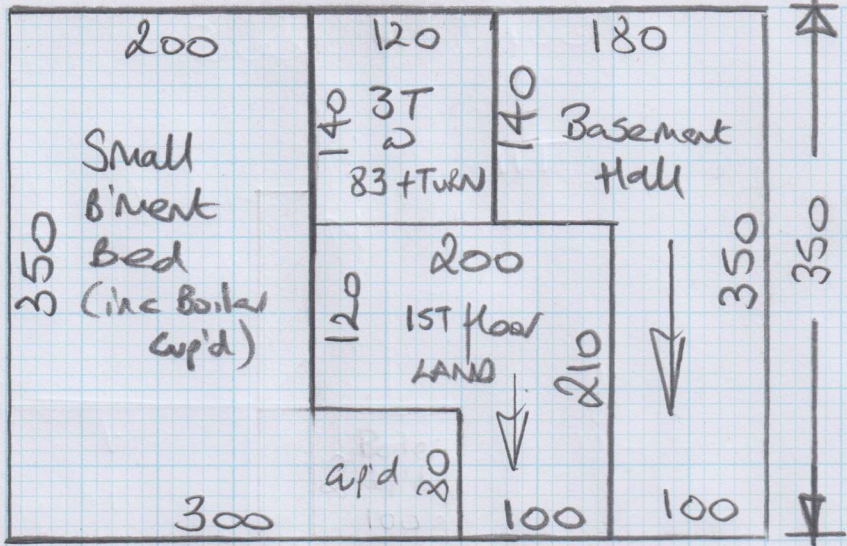 200
120
180
140
3T
@
83 + TURN
140
Basement
Hall
Small
B'ment
Bed
(inc Boiler
cup'd)
350
200
120
1ST floor
LAND
210
350
350
cup'd
90
300
100
100